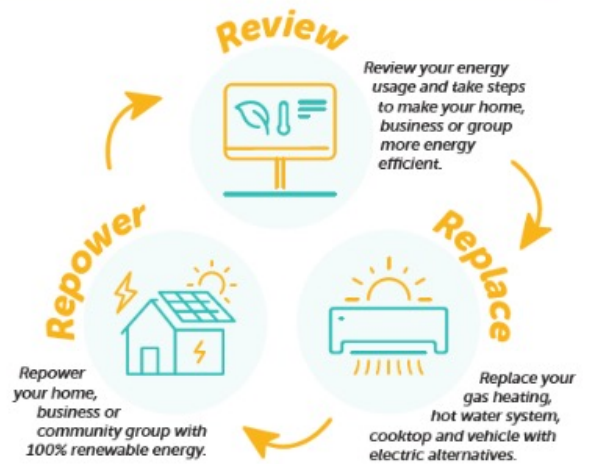 Review
Review your energy
usage and take steps
to make your home,
business or group
more energy
efficient.
Replace
Replace your
gas heating,
hot water system,
cooktop and vehicle with
electric alternatives.
Repower
Repower
your home,
business or
community group with
100% renewable energy.